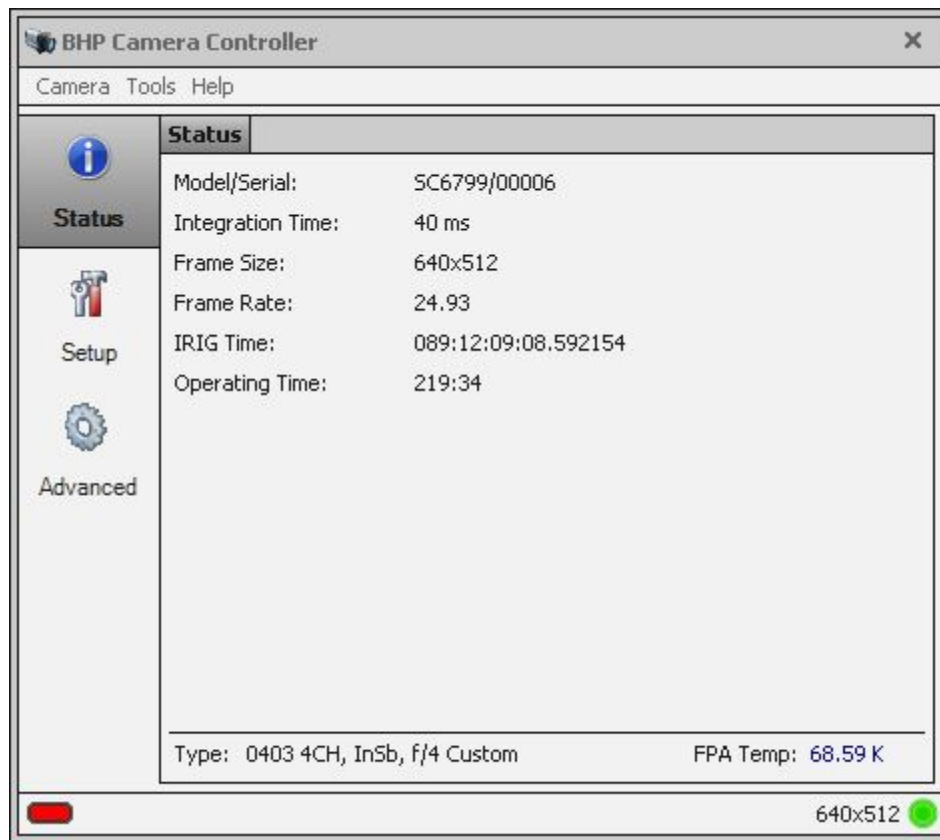 BHP Camera Controller
Camera Tools Help
Status
Status
Setup
Advanced
Model/Serial: SC6799/00006
Integration Time: 40 ms
Frame Size: 640x512
Frame Rate: 24.93
IRIG Time: 089:12:09:08.592154
Operating Time: 219:34
Type: 0403 4CH, InSb, f/4 Custom FPA Temp: 68.59 K
640x512